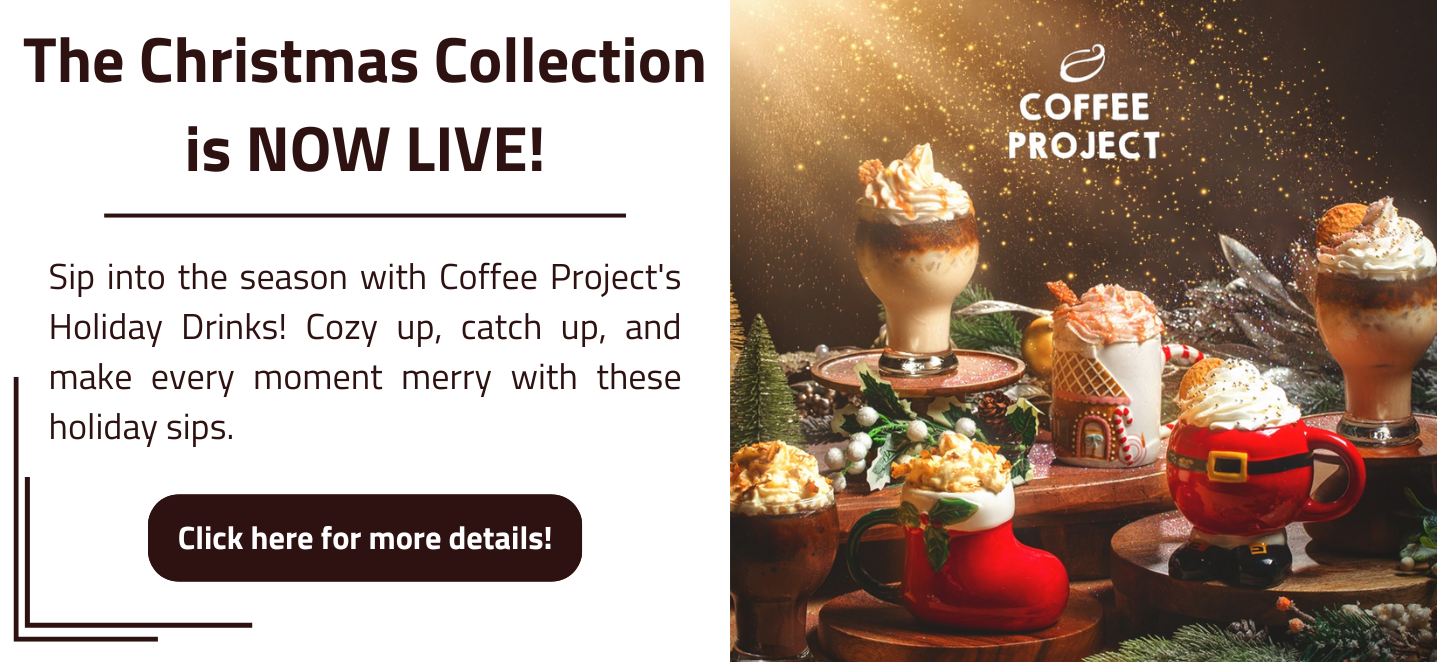 The Christmas Collection
is NOW LIVE!
Sip into the season with Coffee Project's
Holiday Drinks! Cozy up, catch up, and
make every moment merry with these
holiday sips.
Click here for more details!
COFFEE
PROJECT